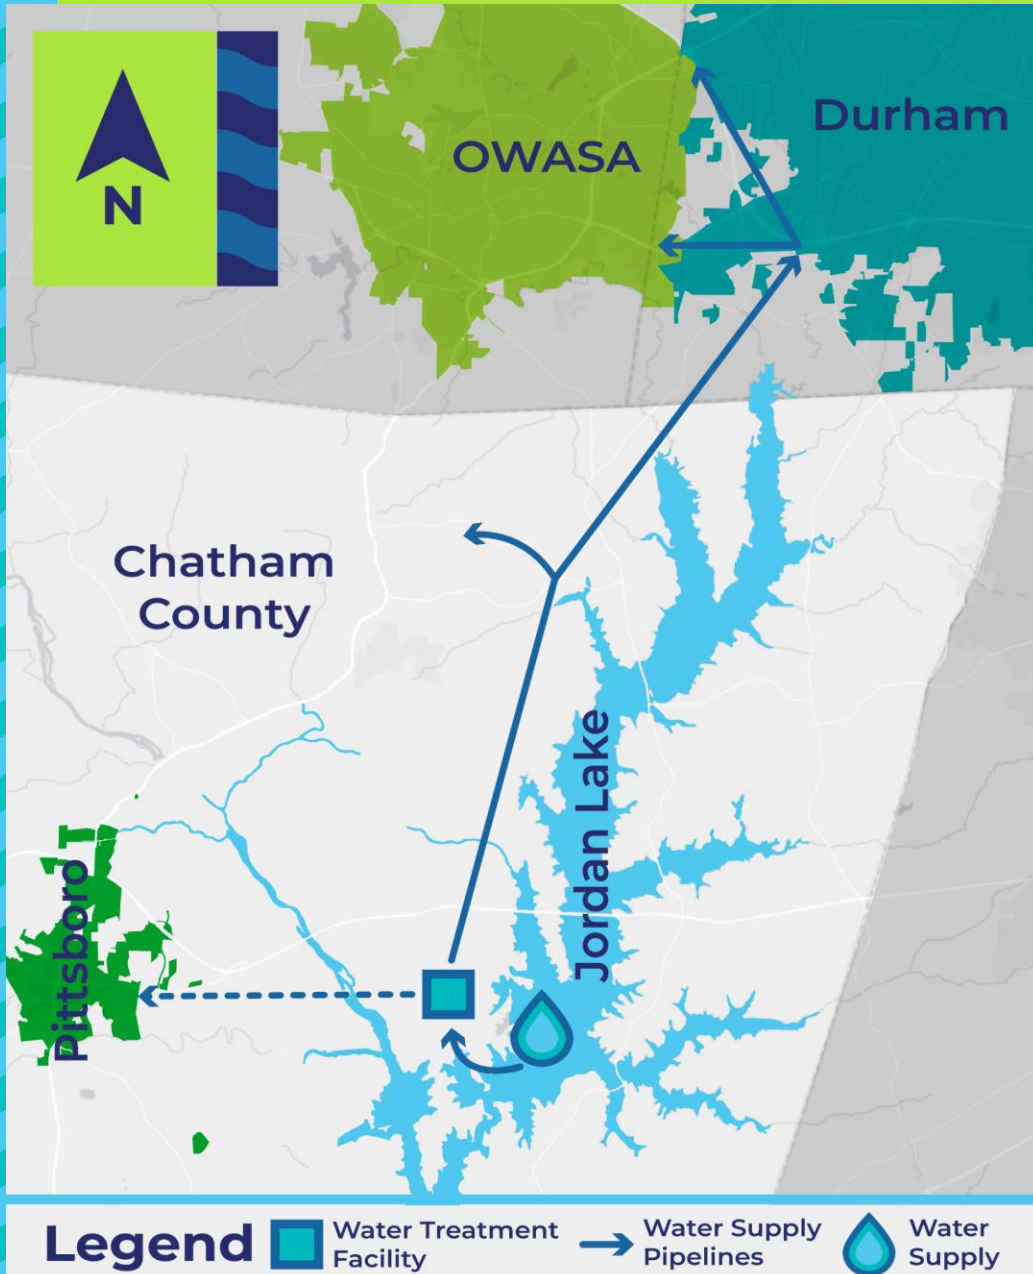 N
OWASA
Durham
Chatham
County
Jordan Lake
Pittsboro
Legend
Water Treatment
Facility
Water Supply
Pipelines
Water
Supply